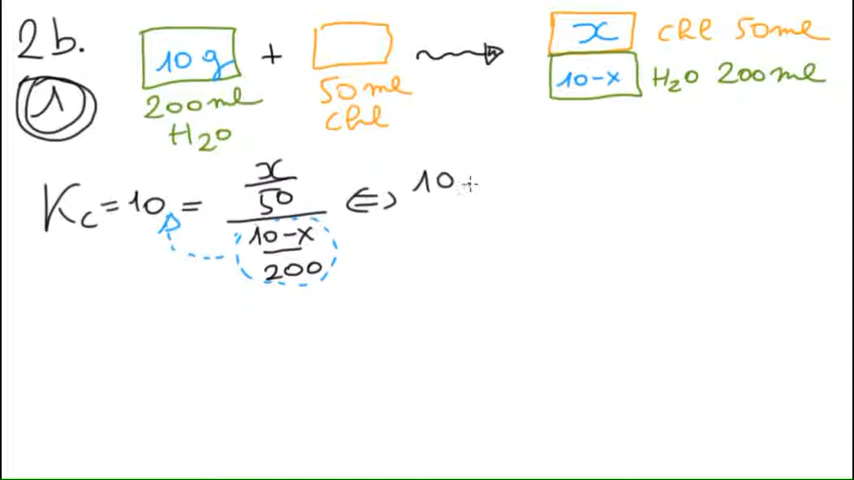 2b.
10 g + ⇝ x chl 50ml
10-x H₂O 200ml
①
200ml
H₂O
50ml
chl
Kc = 10 = (x/50)/((10-x)/200) ⇔ 10